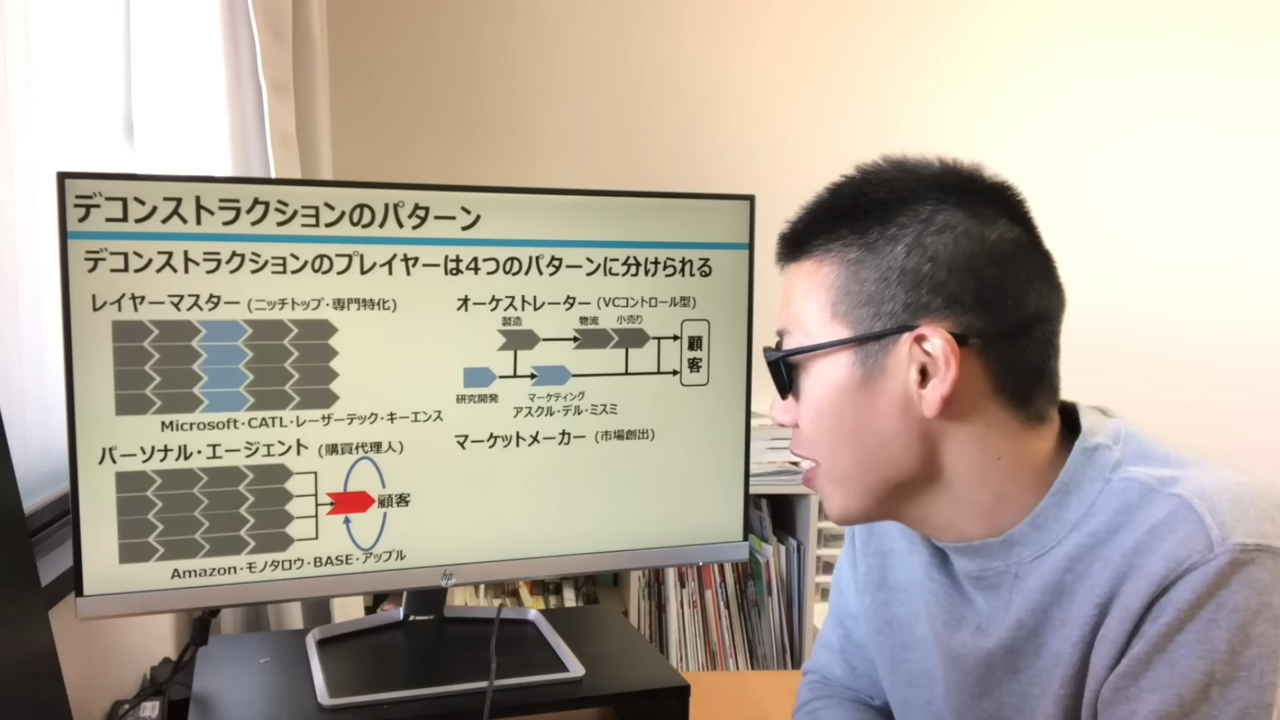 デコンストラクションのパターン
デコンストラクションのプレイヤーは4つのパターンに分けられる
レイヤーマスター (ニッチトップ・専門特化)
Microsoft・CATL・レーザーテック・キーエンス
オーケストレーター (VCコントロール型)
製造 物流 小売り
顧客
研究開発 マーケティング
アスクル・デル・ミスミ
パーソナル・エージェント (購買代理人)
顧客
Amazon・モノタロウ・BASE・アップル
マーケットメーカー (市場創出)
hp